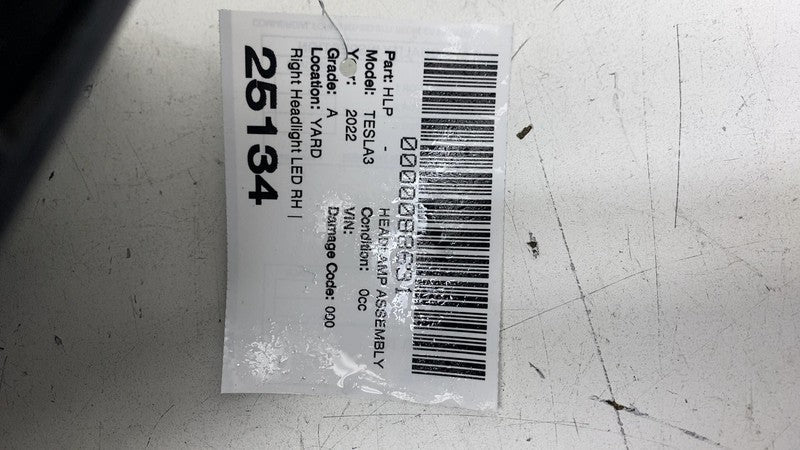 Part: HLP - HEADLAMP ASSEMBLY
Model: TESLA3 Condition: 0cc
Year: 2022 VIN:
Grade: A Damage Code: 000
Location: YARD
Right Headlight LED RH |
25134